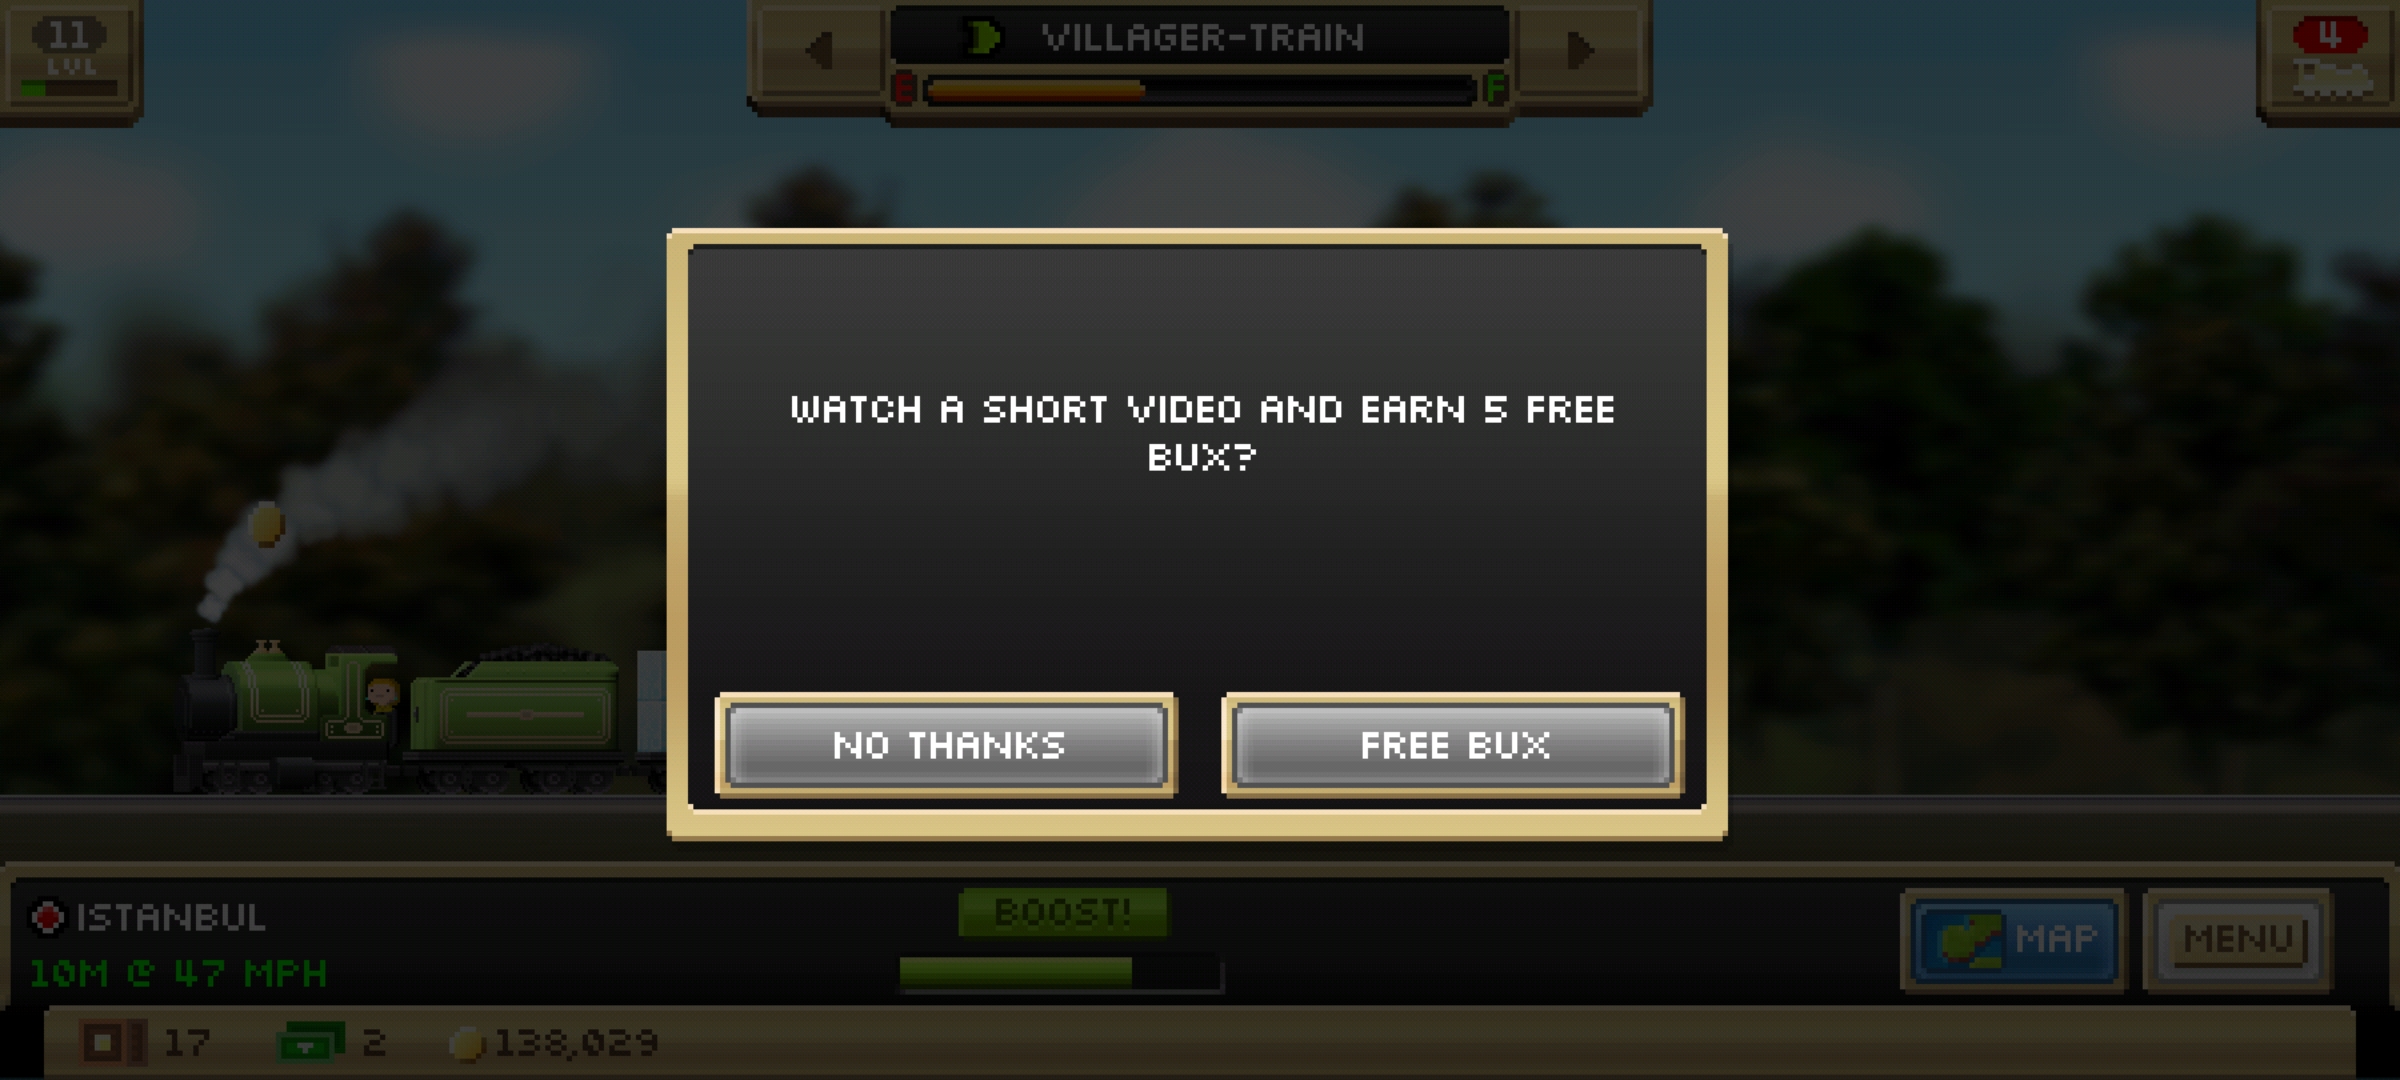 11
LVL
VILLAGER-TRAIN
E F
4
WATCH A SHORT VIDEO AND EARN 5 FREE
BUX?
NO THANKS
FREE BUX
ISTANBUL
10M @ 47 MPH
BOOST!
MAP
MENU
17
2
138,029